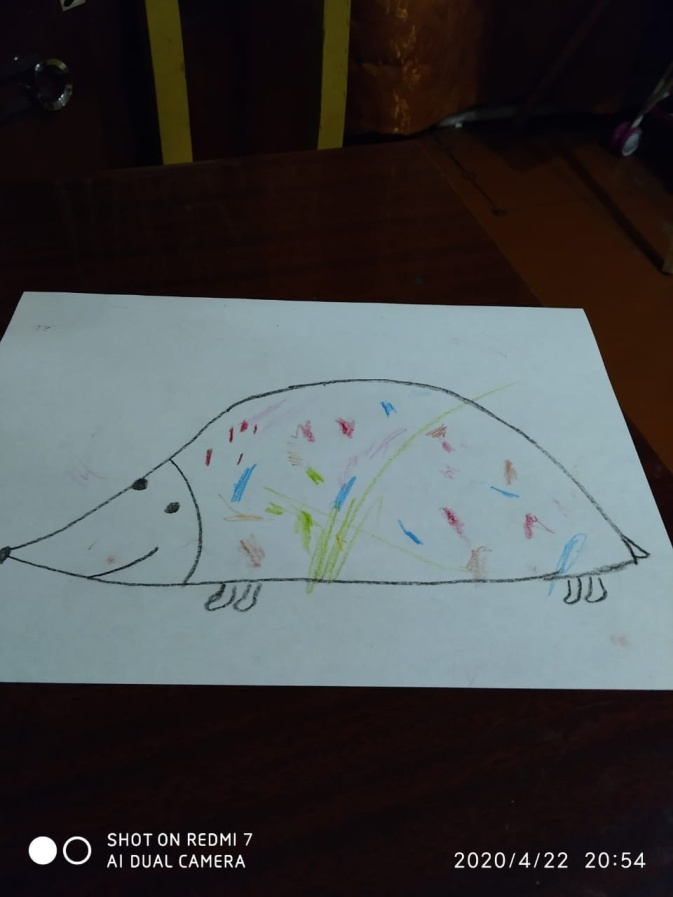 SHOT ON REDMI 7
AI DUAL CAMERA
2020/4/22 20:54